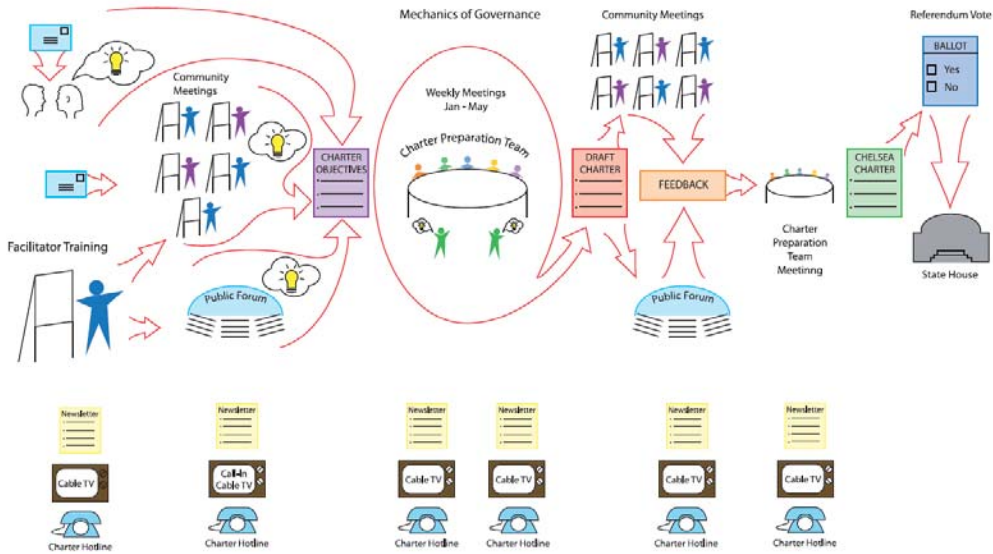 Mechanics of Governance
Community Meetings
Referendum Vote
BALLOT
Yes
No
Community
Meetings
Weekly Meetings
Jan - May
Charter Preparation Team
CHARTER
OBJECTIVES
DRAFT
CHARTER
FEEDBACK
CHELSEA
CHARTER
Charter
Preparation
Team
Meetinng
State House
Facilitator Training
Public Forum
Public Forum
Newsletter
Newsletter
Newsletter
Newsletter
Newsletter
Newsletter
Cable TV
Call-In
Cable TV
Cable TV
Cable TV
Cable TV
Cable TV
Charter Hotline
Charter Hotline
Charter Hotline
Charter Hotline
Charter Hotline
Charter Hotline